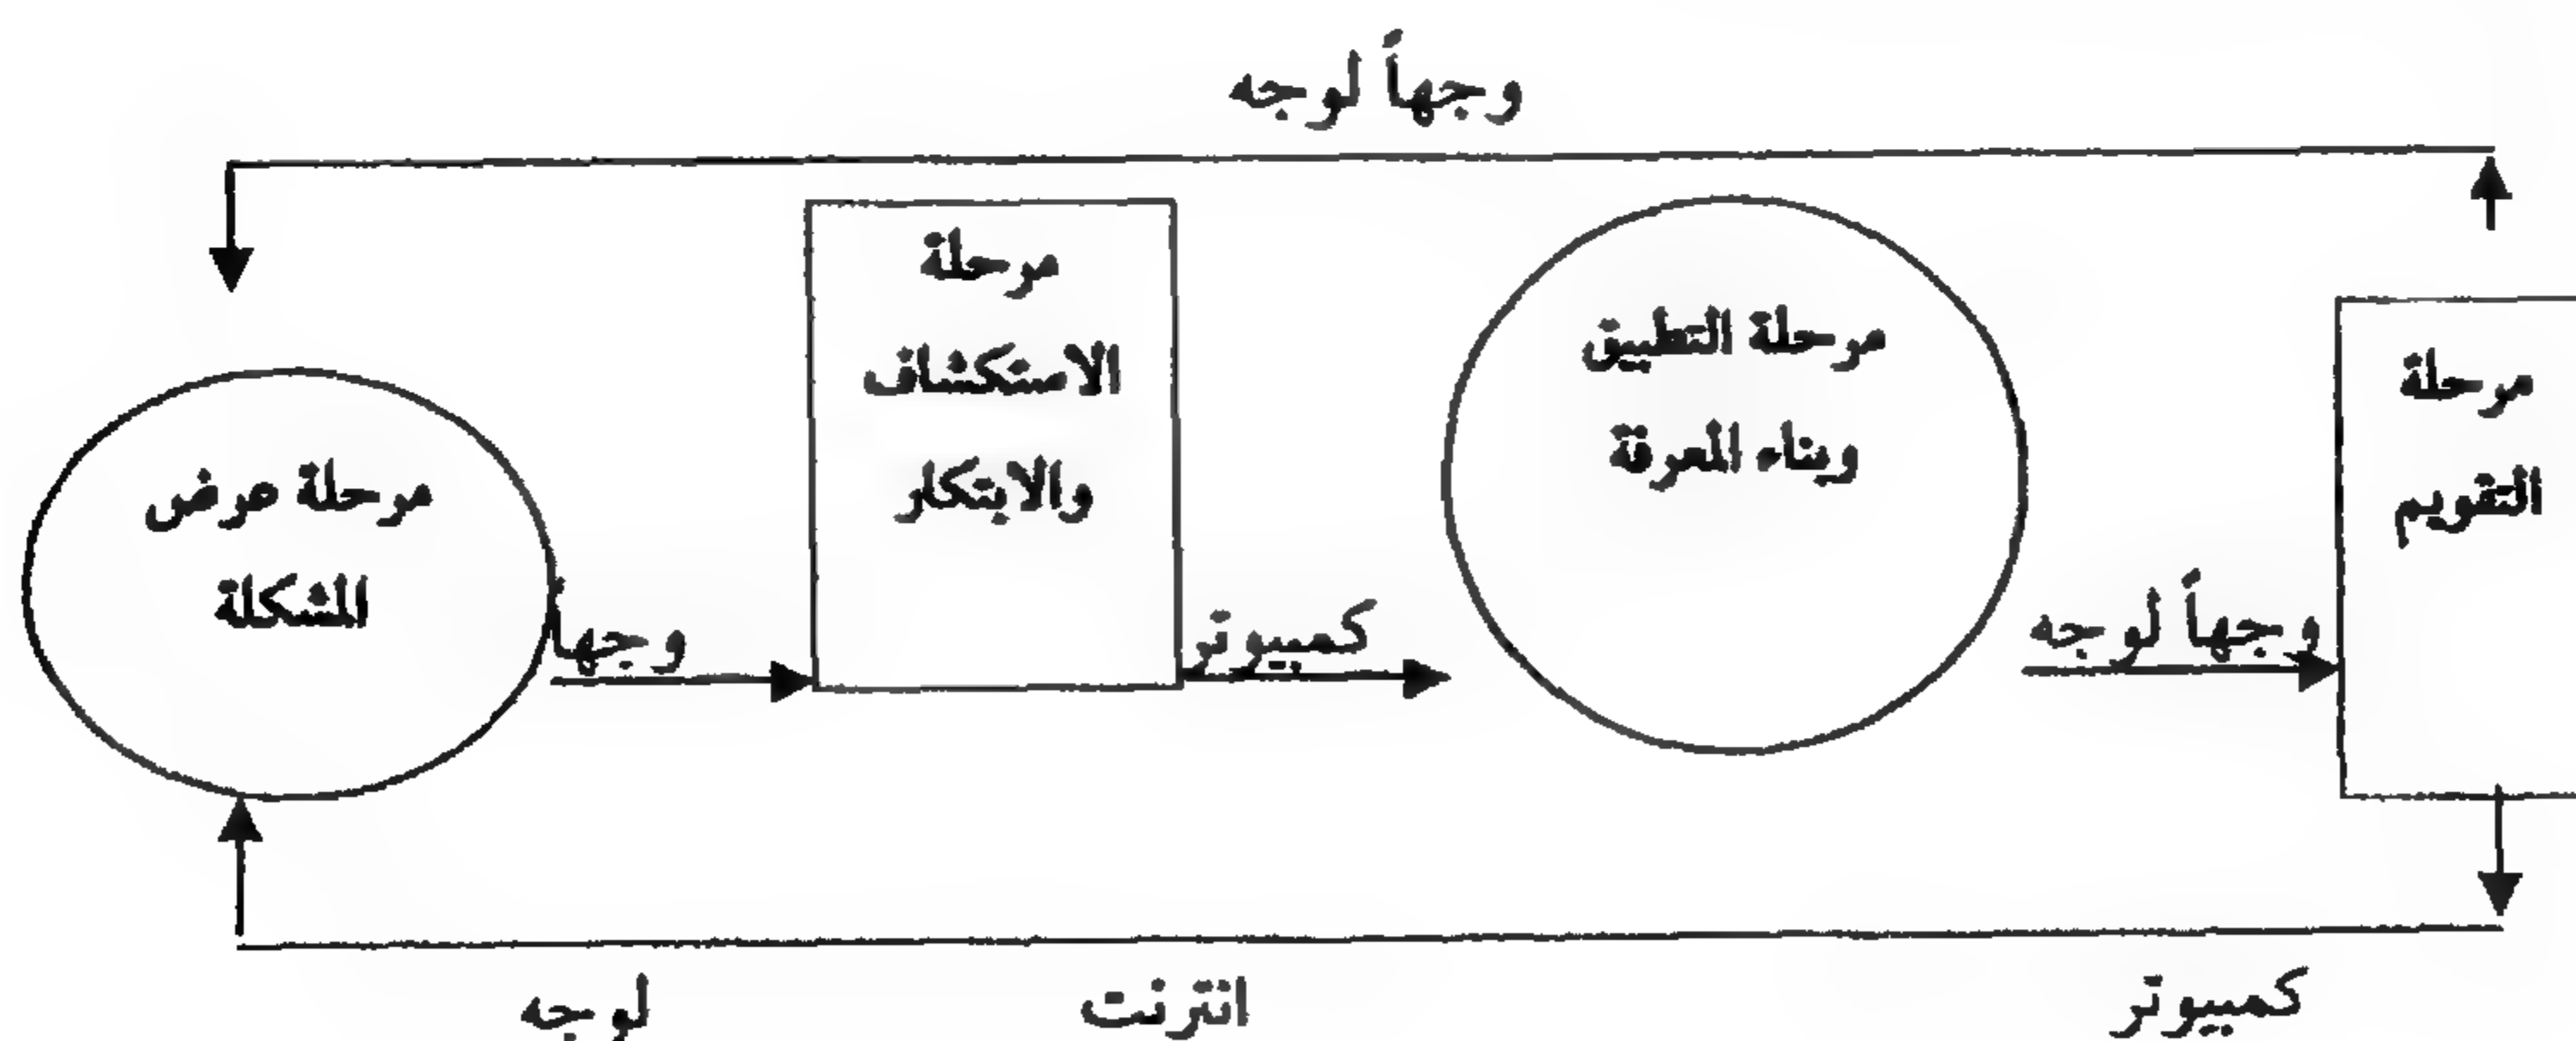 وجهاً لوجه
مرحلة عرض
المشكلة
وجهاً
مرحلة
الاستكشاف
والابتكار
كمبيوتر
مرحلة التطبيق
وبناء المعرفة
وجهاً لوجه
مرحلة
التقويم
لوجه
انترنت
كمبيوتر